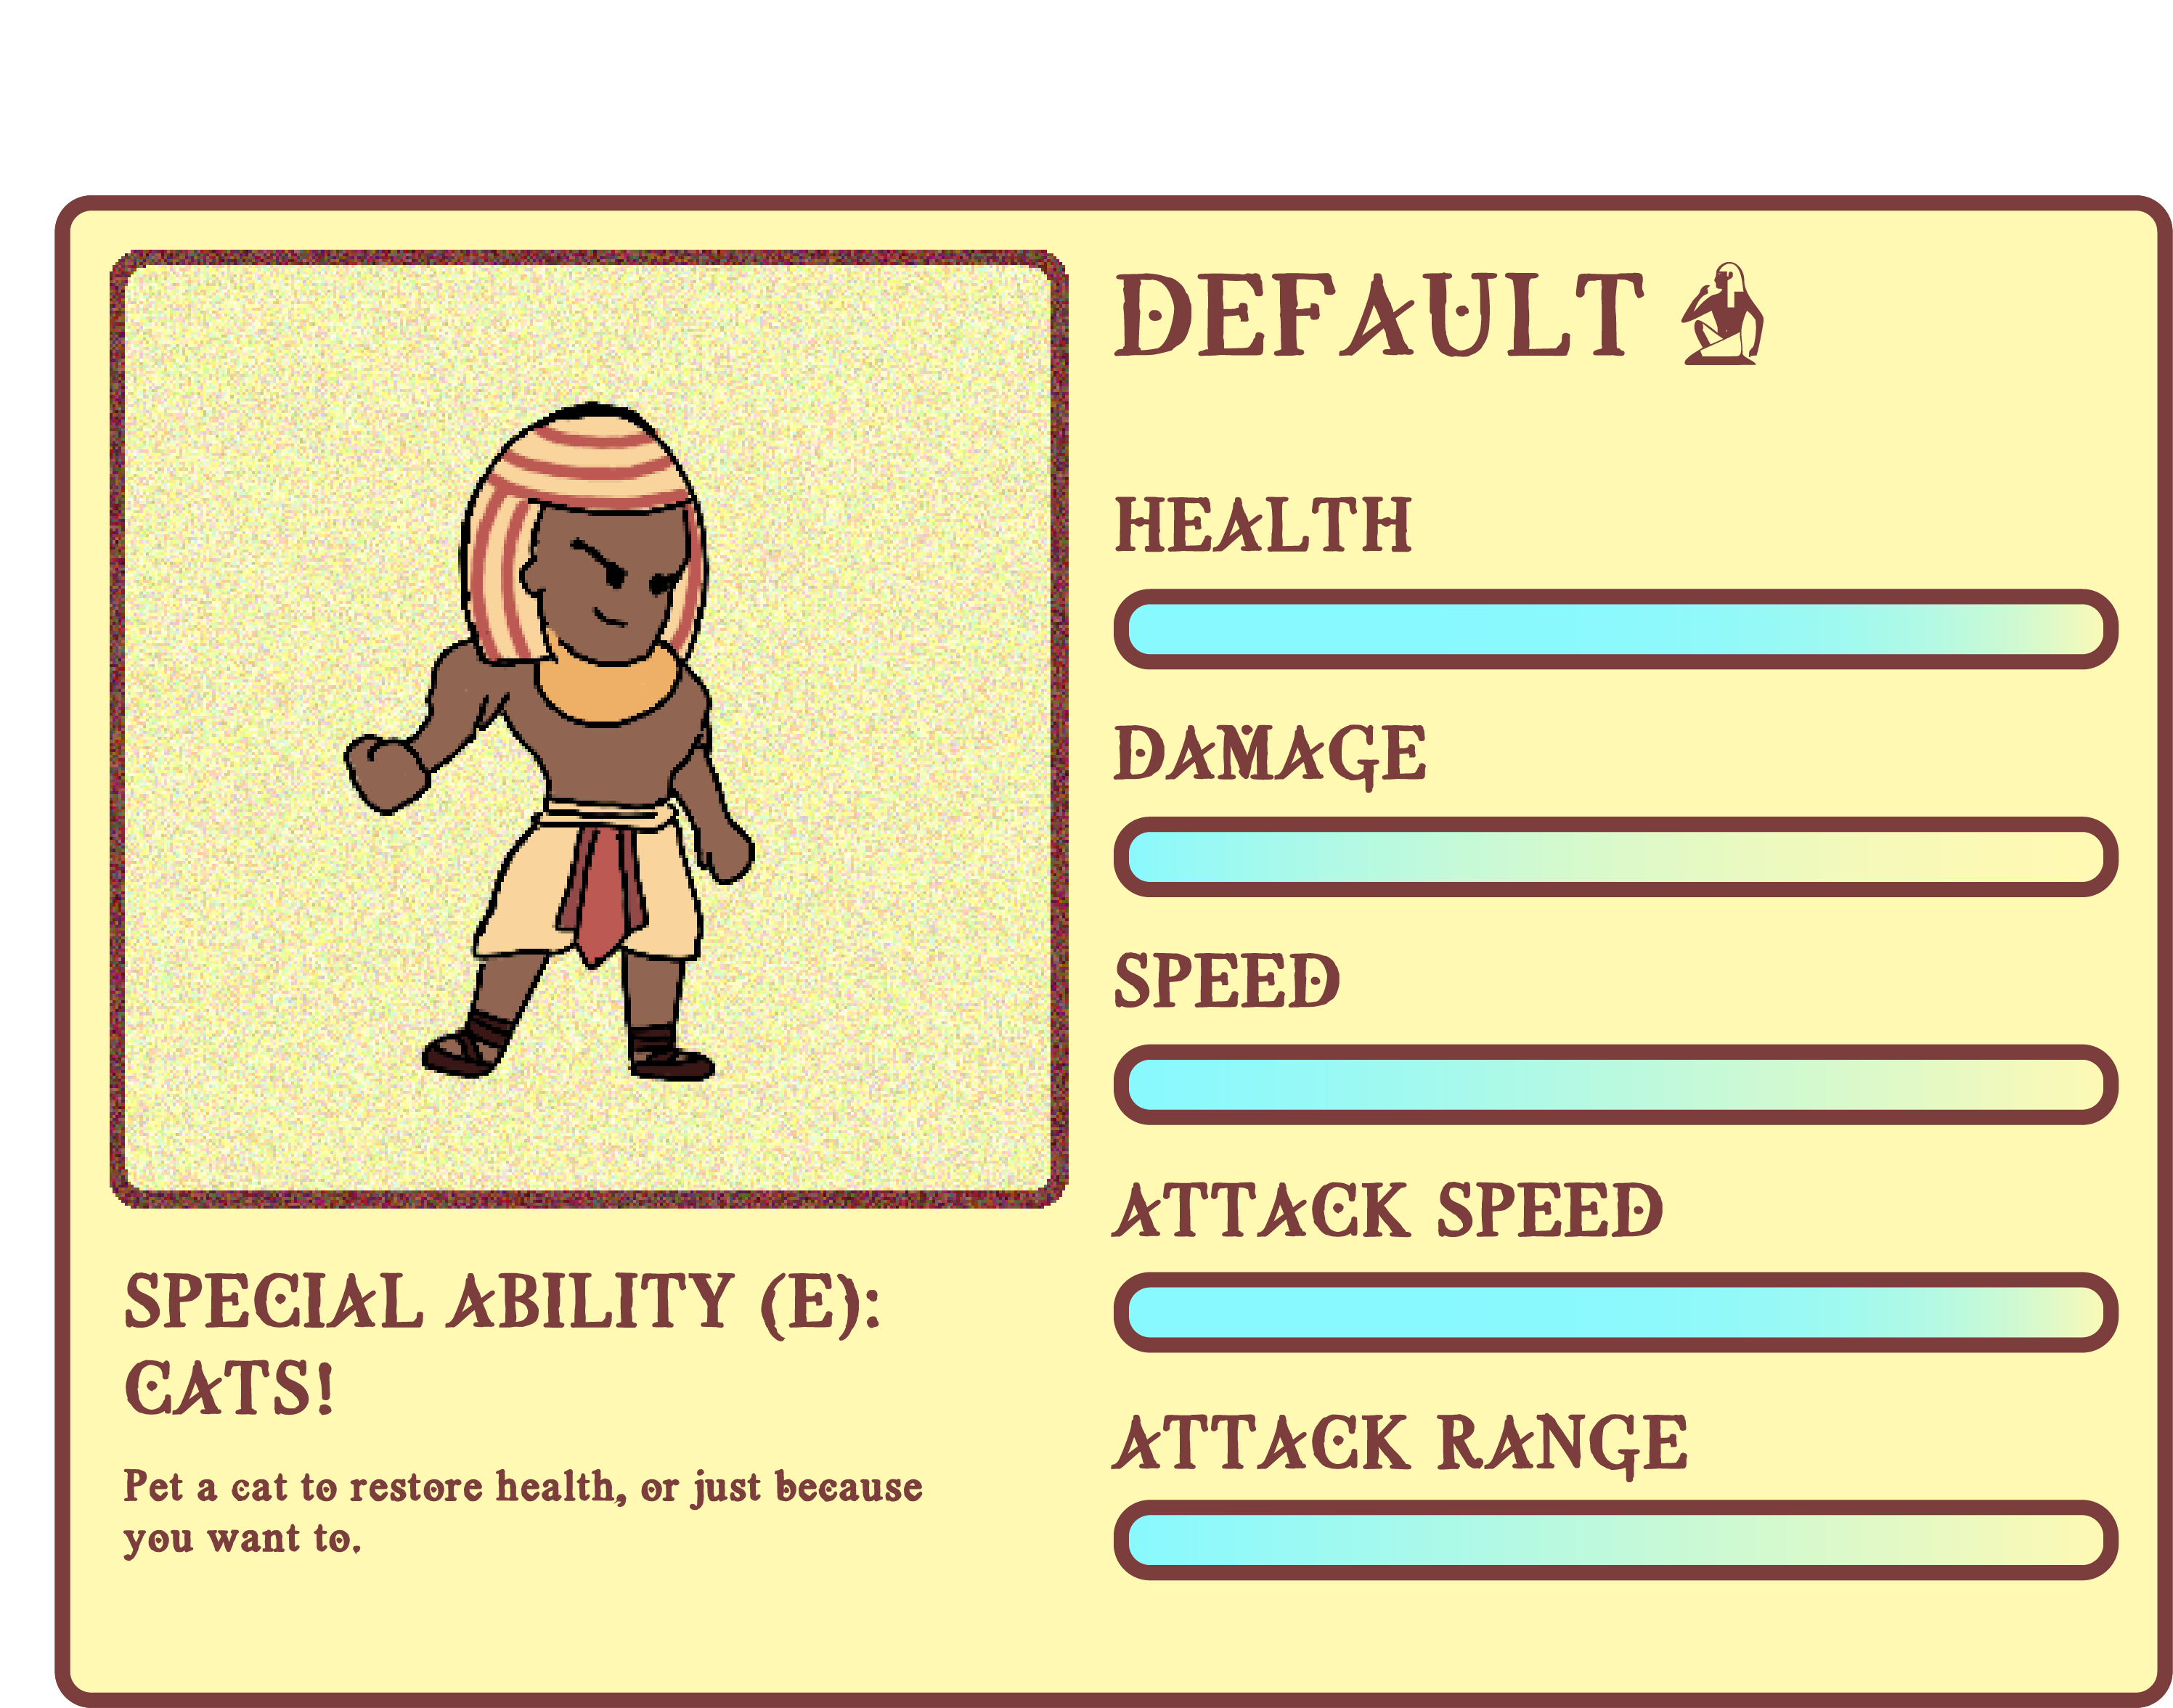 DEFAULT
HEALTH
DAMAGE
SPEED
ATTACK SPEED
ATTACK RANGE
SPECIAL ABILITY (E):
CATS!
Pet a cat to restore health, or just because
you want to.